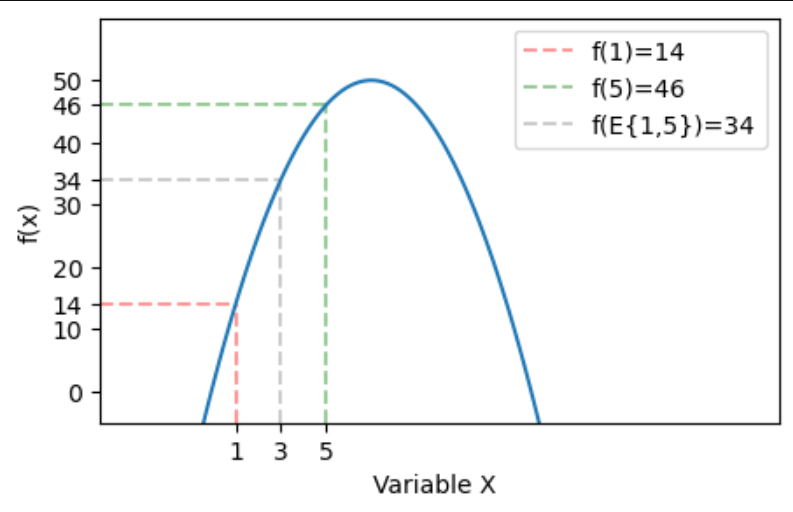 f(1)=14
f(5)=46
f(E{1,5})=34
50
46
40
34
30
20
14
10
0
f(x)
1 3 5
Variable X